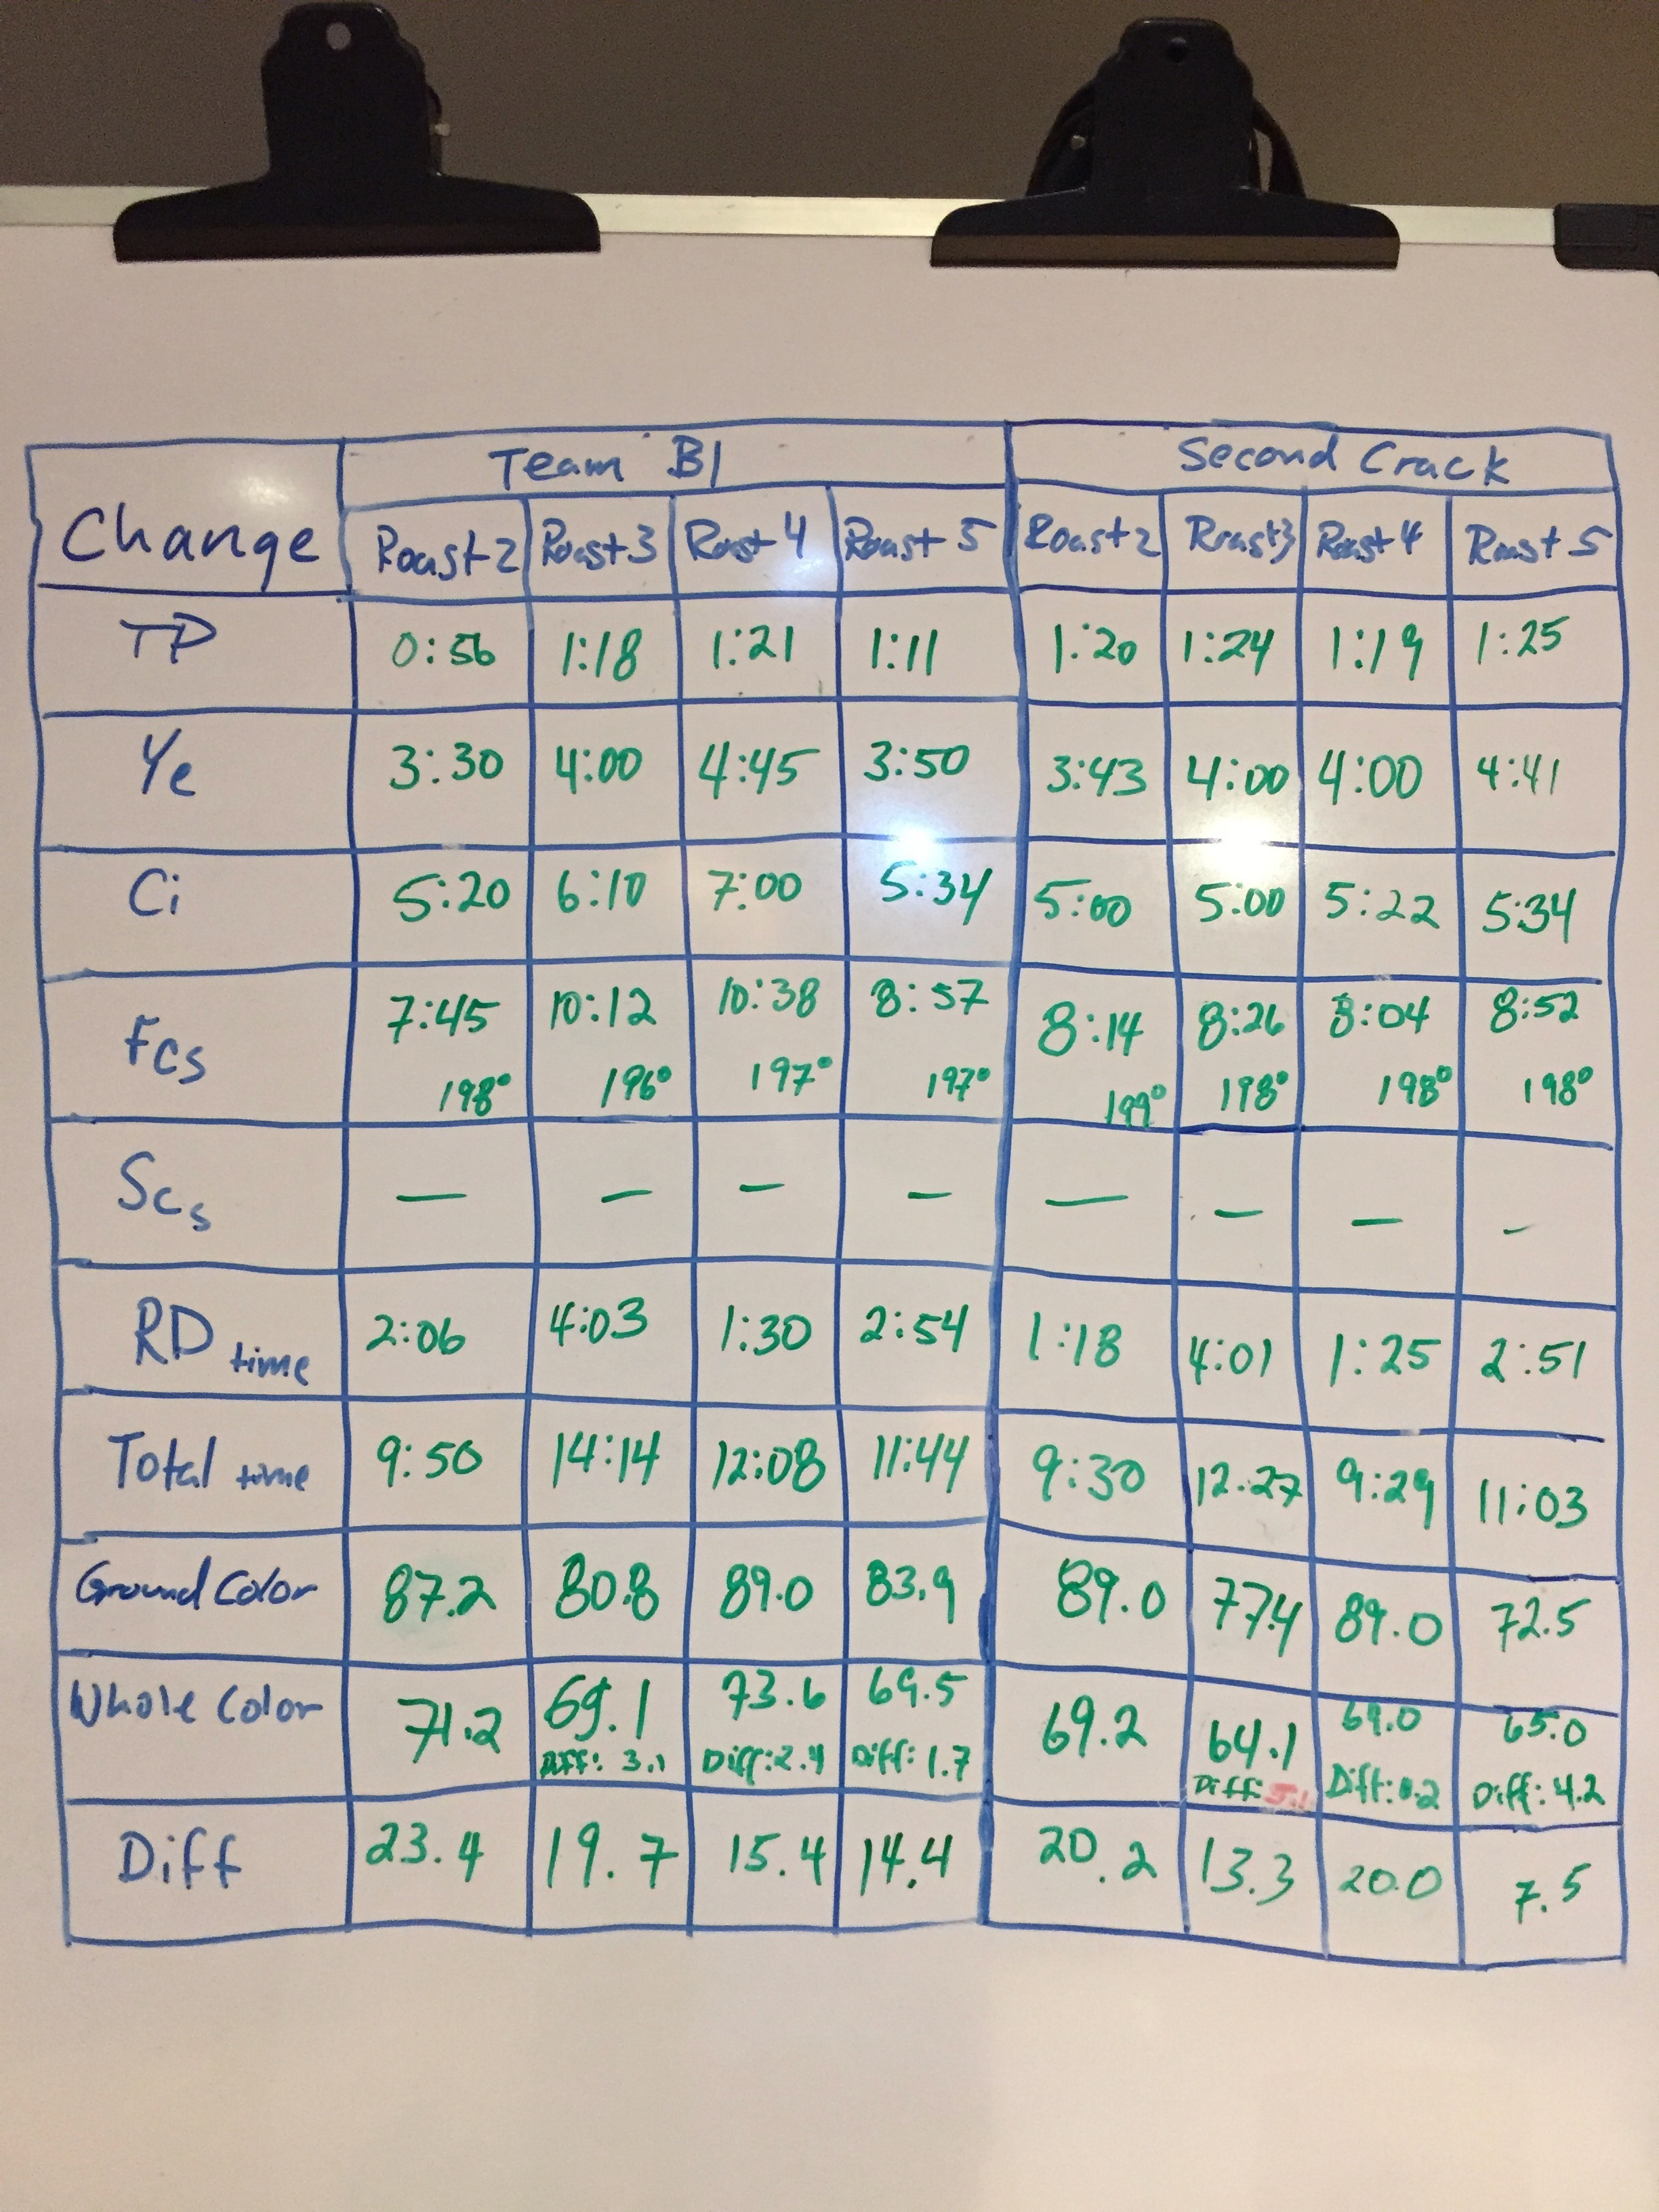 Team B1 Second Crack
Change Roast 2 Roast 3 Roast 4 Roast 5 Roast 2 Roast 3 Roast 4 Roast 5
TP 0:56 1:18 1:21 1:11 1:20 1:24 1:19 1:25
Ye 3:30 4:00 4:45 3:50 3:43 4:00 4:00 4:41
Ci 5:20 6:10 7:00 5:34 5:00 5:00 5:22 5:34
Fcs 7:45 10:12 10:38 8:57 8:14 8:26 8:04 8:52
198° 196° 197° 197° 199° 198° 198° 198°
Scs — — — — — — — -
RD time 2:06 4:03 1:30 2:54 1:18 4:01 1:25 2:51
Total time 9:50 14:14 12:08 11:44 9:30 12.27 9:29 11:03
Ground Color 87.2 80.8 89.0 83.9 89.0 77.4 89.0 72.5
Whole Color 71.2 69.1 73.6 69.5 69.2 64.1 69.0 65.0
Diff: 3.1 Diff: 2.4 Diff: 1.7 Diff: 5.1 Diff: 0.2 Diff: 4.2
Diff 23.4 19.7 15.4 14.4 20.2 13.3 20.0 7.5